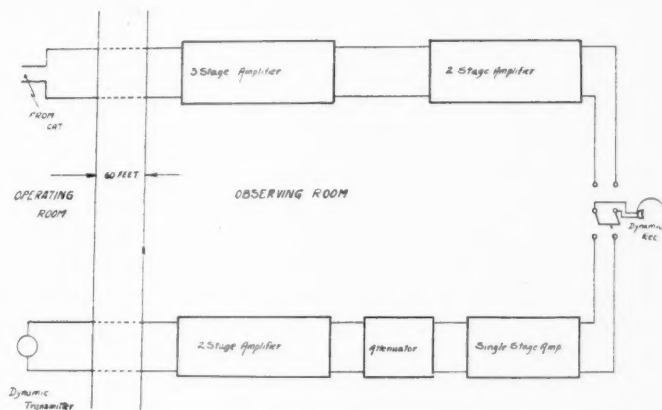 3 Stage Amplifier
2 Stage Amplifier
FROM
CAT
60 FEET
OPERATING
ROOM
OBSERVING ROOM
Dynamic
Rec.
2 Stage Amplifier
Attenuator
Single Stage Amp.
Dynamic
Transmitter